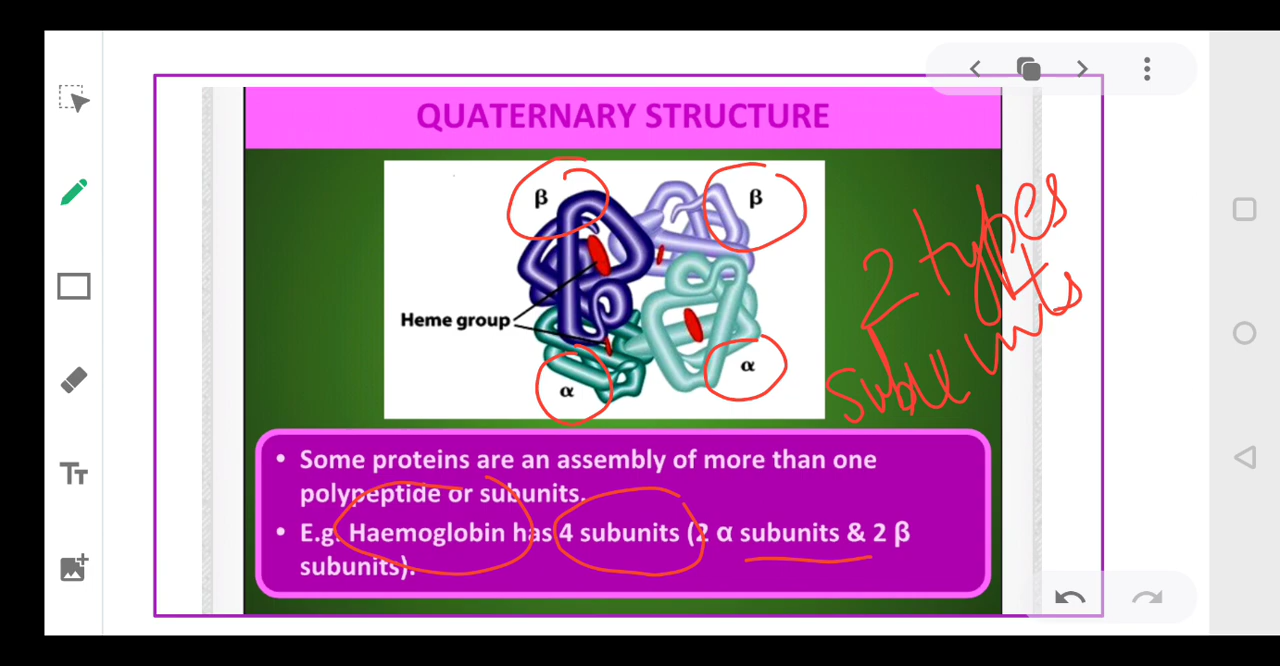 QUATERNARY STRUCTURE
β
β
2 types
subunits
Heme group
α
α
• Some proteins are an assembly of more than one
polypeptide or subunits.
• E.g. Haemoglobin has 4 subunits (2 α subunits & 2 β
subunits).
TT